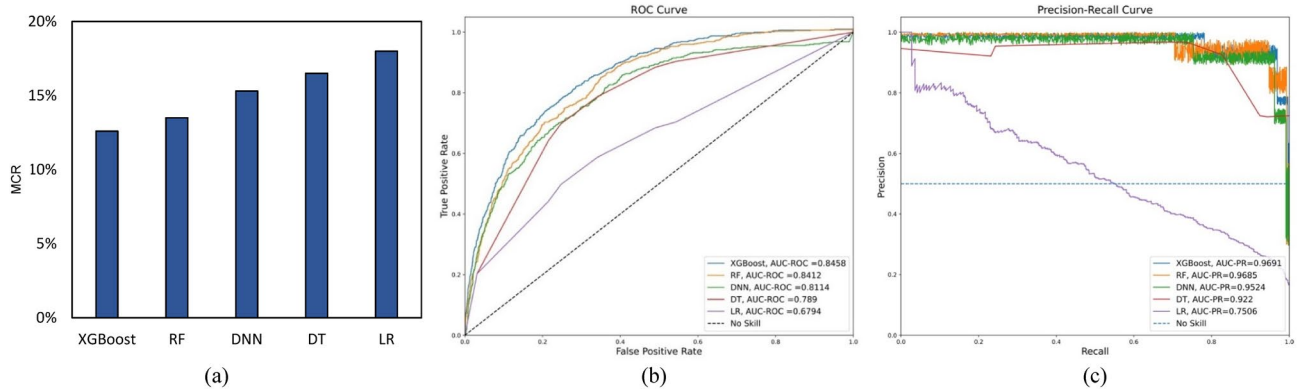 20%
15%
10%
5%
0%
MCR
XGBoost RF DNN DT LR
(a)
ROC Curve
1.0
0.8
0.6
0.4
0.2
0.0
True Positive Rate
XGBoost, AUC-ROC =0.8458
RF, AUC-ROC =0.8412
DNN, AUC-ROC =0.8114
DT, AUC-ROC =0.789
LR, AUC-ROC =0.6794
No Skill
0.0 0.2 0.4 0.6 0.8 1.0
False Positive Rate
(b)
Precision-Recall Curve
1.0
0.8
0.6
0.4
0.2
0.0
Precision
XGBoost, AUC-PR=0.9691
RF, AUC-PR=0.9685
DNN, AUC-PR=0.9524
DT, AUC-PR=0.922
LR, AUC-PR=0.7506
No Skill
0.0 0.2 0.4 0.6 0.8 1.0
Recall
(c)